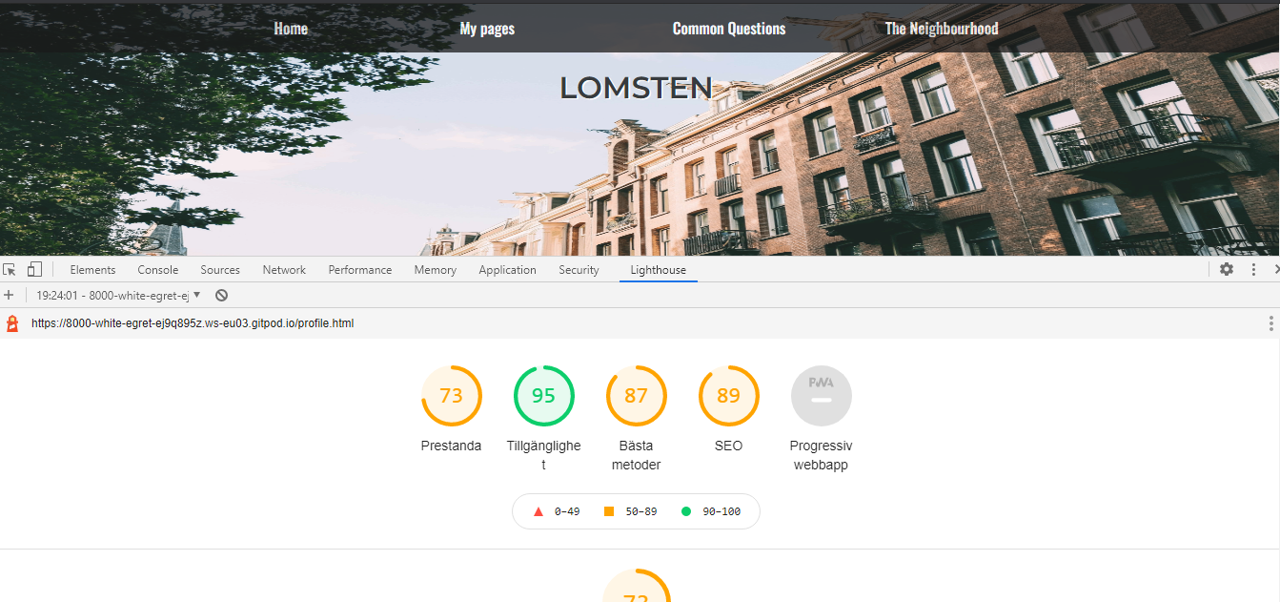 Home My pages Common Questions The Neighbourhood
LOMSTEN
Elements Console Sources Network Performance Memory Application Security Lighthouse
19:24:01 - 8000-white-egret-ej
https://8000-white-egret-ej9q895z.ws-eu03.gitpod.io/profile.html
73 95 87 89 PWA
Prestanda Tillgänglighe Bästa SEO Progressiv
t metoder webbapp
0–49 50–89 90–100
73